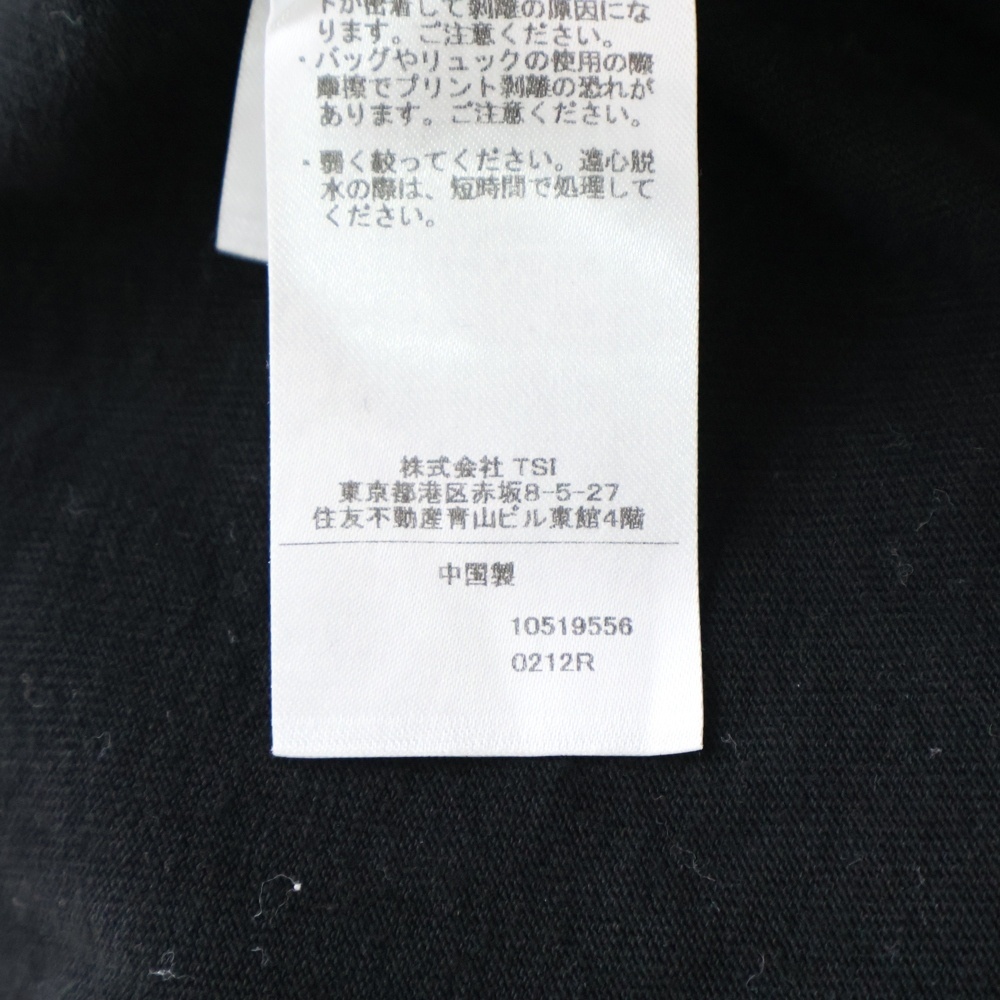 トが密着して剥離の原因にな
ります。ご注意ください。
・バッグやリュックの使用の際
摩擦でプリント剥離の恐れが
あります。ご注意ください。
・弱く絞ってください。遠心脱
水の際は、短時間で処理して
ください。
株式会社 TSI
東京都港区赤坂8-5-27
住友不動産青山ビル東館4階
中国製
10519556
0212R